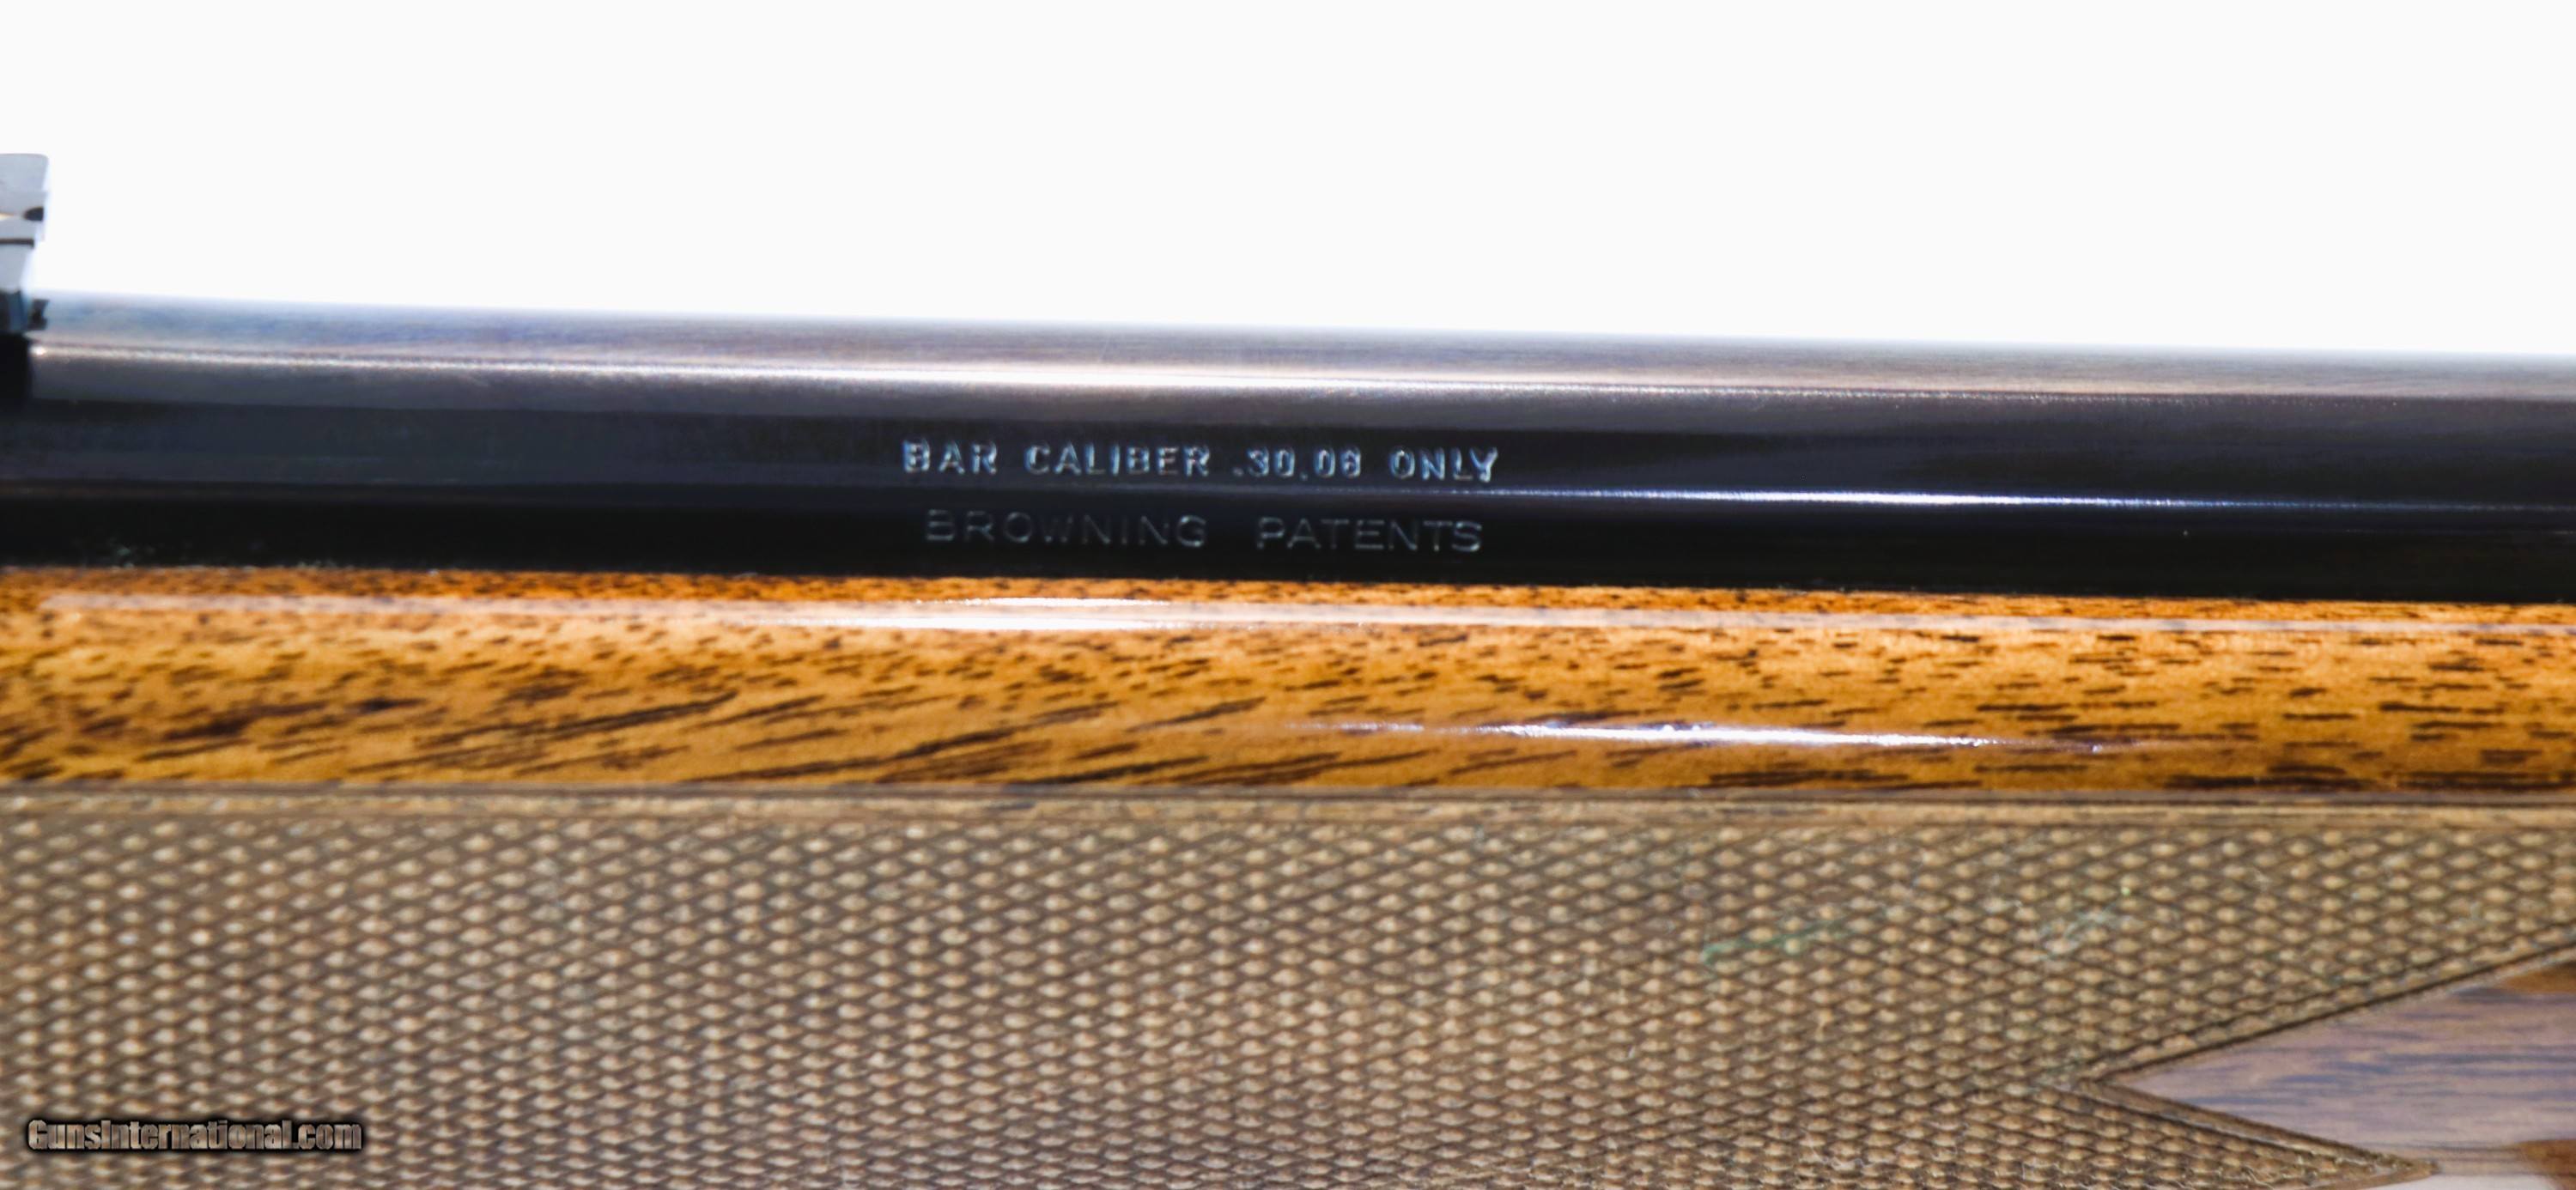 BAR CALIBER .30.06 ONLY
BROWNING PATENTS
GunsInternational.com